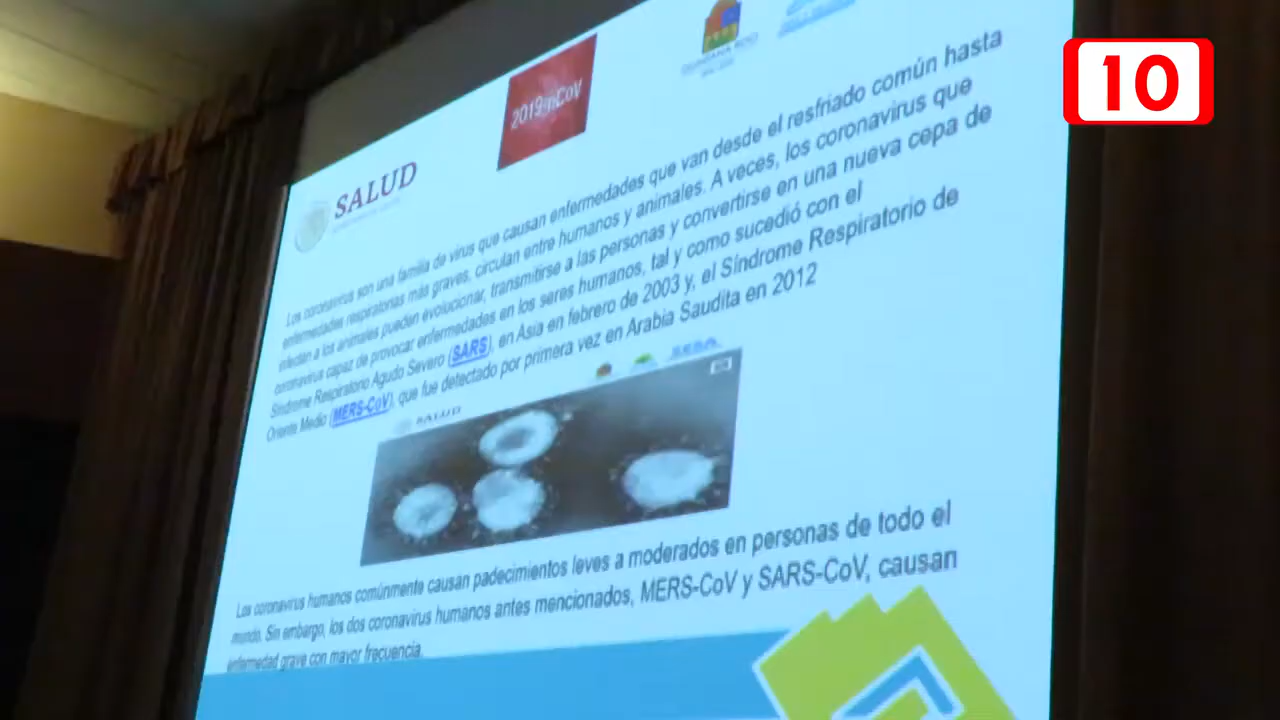 10
2019-nCoV
QUINTANA ROO
SALUD
Los coronavirus son una familia de virus que causan enfermedades que van desde el resfriado común hasta
enfermedades respiratorias más graves, circulan entre humanos y animales. A veces, los coronavirus que
infectan a los animales pueden evolucionar, transmitirse a las personas y convertirse en una nueva cepa de
coronavirus capaz de provocar enfermedades en los seres humanos, tal y como sucedió con el
Síndrome Respiratorio Agudo Severo (SARS), en Asia en febrero de 2003 y, el Síndrome Respiratorio de
Oriente Medio (MERS-CoV), que fue detectado por primera vez en Arabia Saudita en 2012
SESA
SALUD
Los coronavirus humanos comúnmente causan padecimientos leves a moderados en personas de todo el
mundo. Sin embargo, los dos coronavirus humanos antes mencionados, MERS-CoV y SARS-CoV, causan
enfermedad grave con mayor frecuencia.